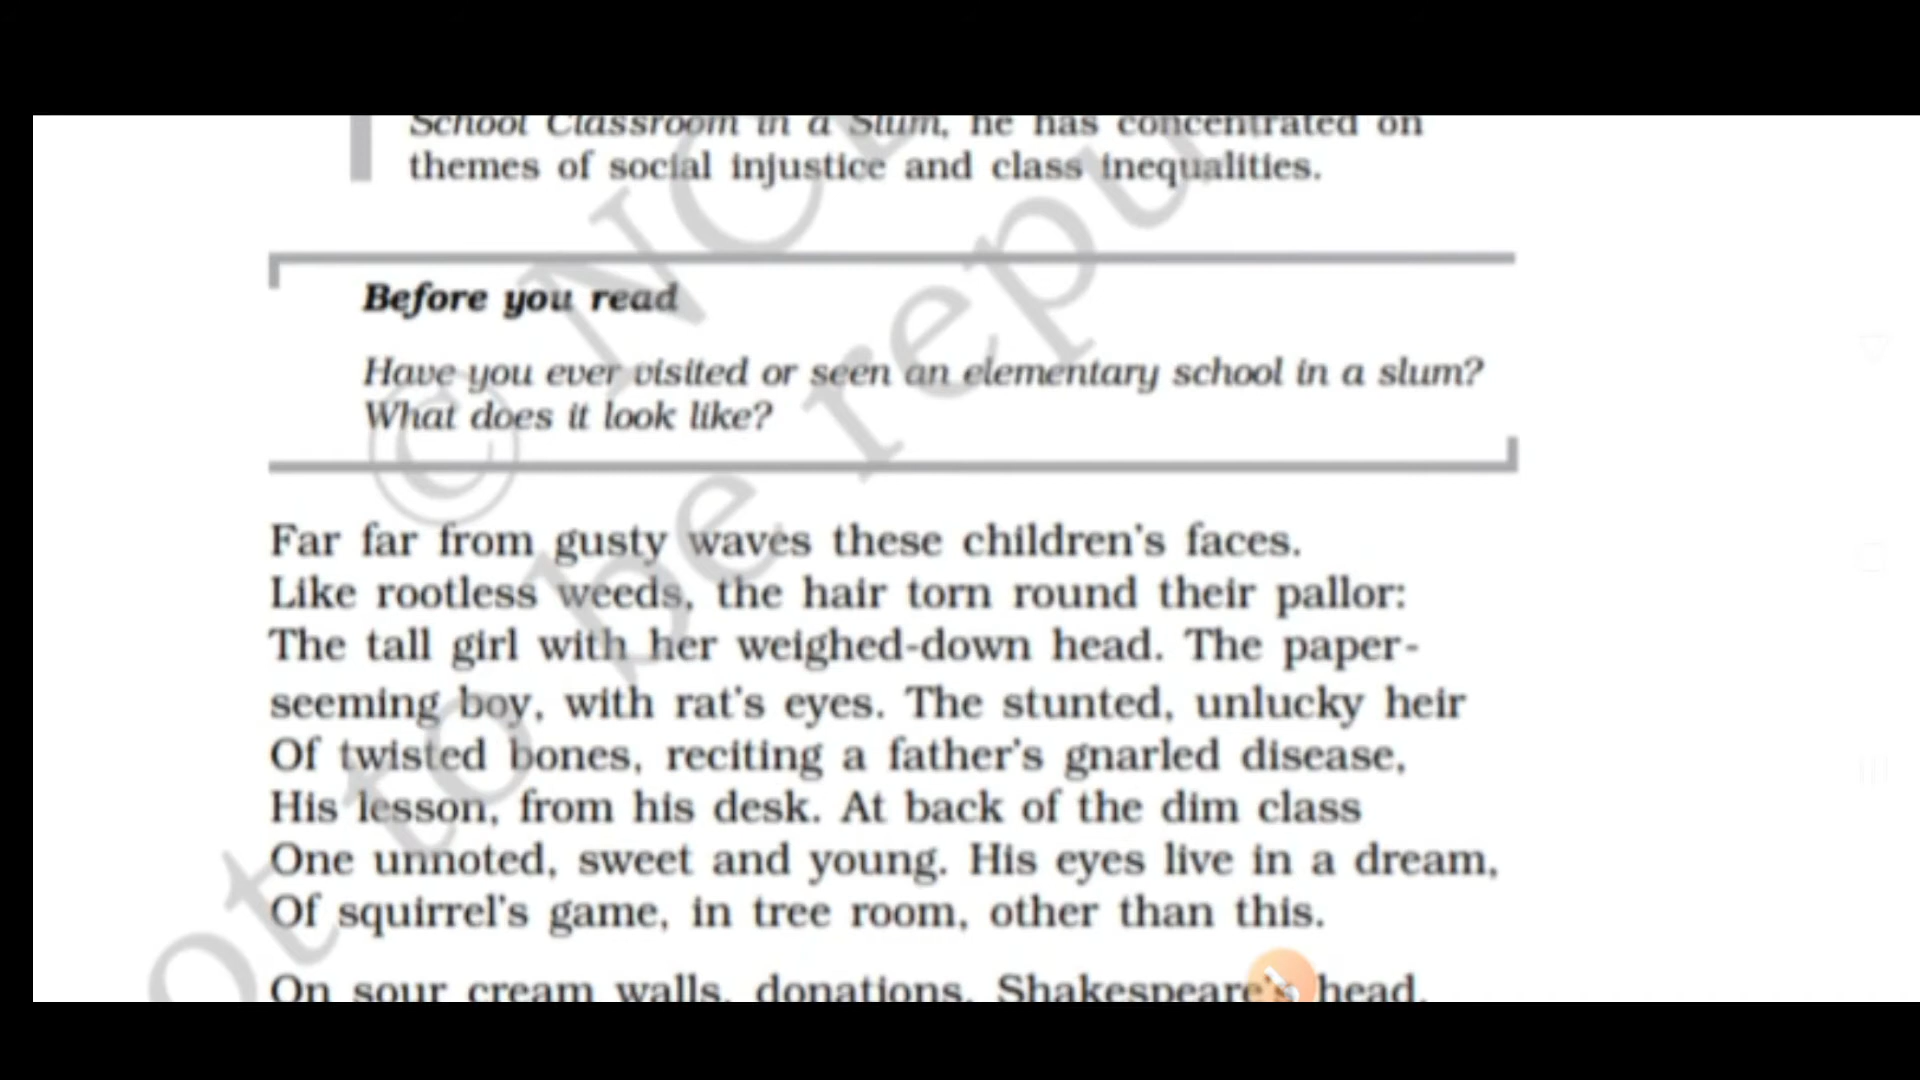 School Classroom in a Slum, he has concentrated on
themes of social injustice and class inequalities.
Before you read
Have you ever visited or seen an elementary school in a slum?
What does it look like?
Far far from gusty waves these children's faces.
Like rootless weeds, the hair torn round their pallor:
The tall girl with her weighed-down head. The paper-
seeming boy, with rat's eyes. The stunted, unlucky heir
Of twisted bones, reciting a father's gnarled disease,
His lesson, from his desk. At back of the dim class
One unnoted, sweet and young. His eyes live in a dream,
Of squirrel's game, in tree room, other than this.
On sour cream walls, donations. Shakespeare's head,
© NC
ot to be repu